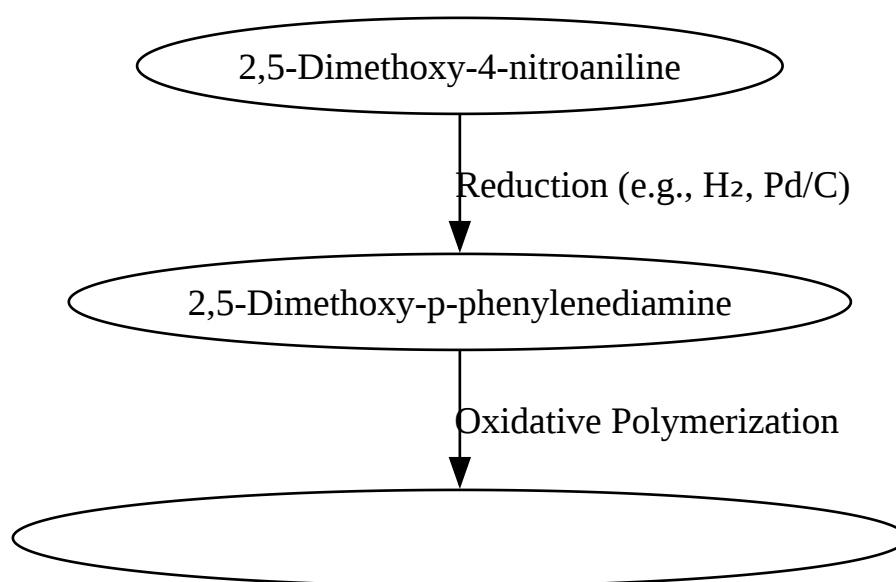 2,5-Dimethoxy-4-nitroaniline
Reduction (e.g., H₂, Pd/C)
2,5-Dimethoxy-p-phenylenediamine
Oxidative Polymerization